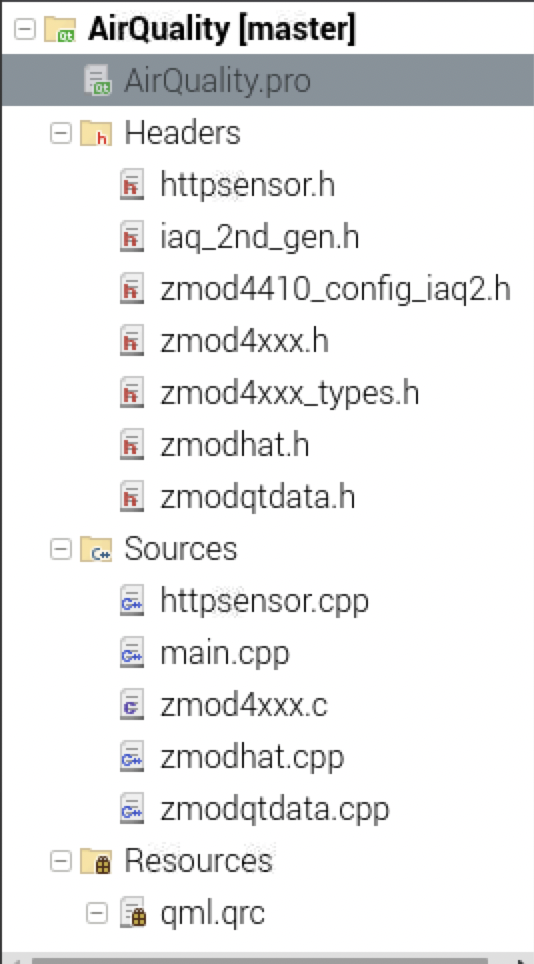 AirQuality [master]
AirQuality.pro
Headers
httpsensor.h
iaq_2nd_gen.h
zmod4410_config_iaq2.h
zmod4xxx.h
zmod4xxx_types.h
zmodhat.h
zmodqtdata.h
Sources
httpsensor.cpp
main.cpp
zmod4xxx.c
zmodhat.cpp
zmodqtdata.cpp
Resources
qml.qrc